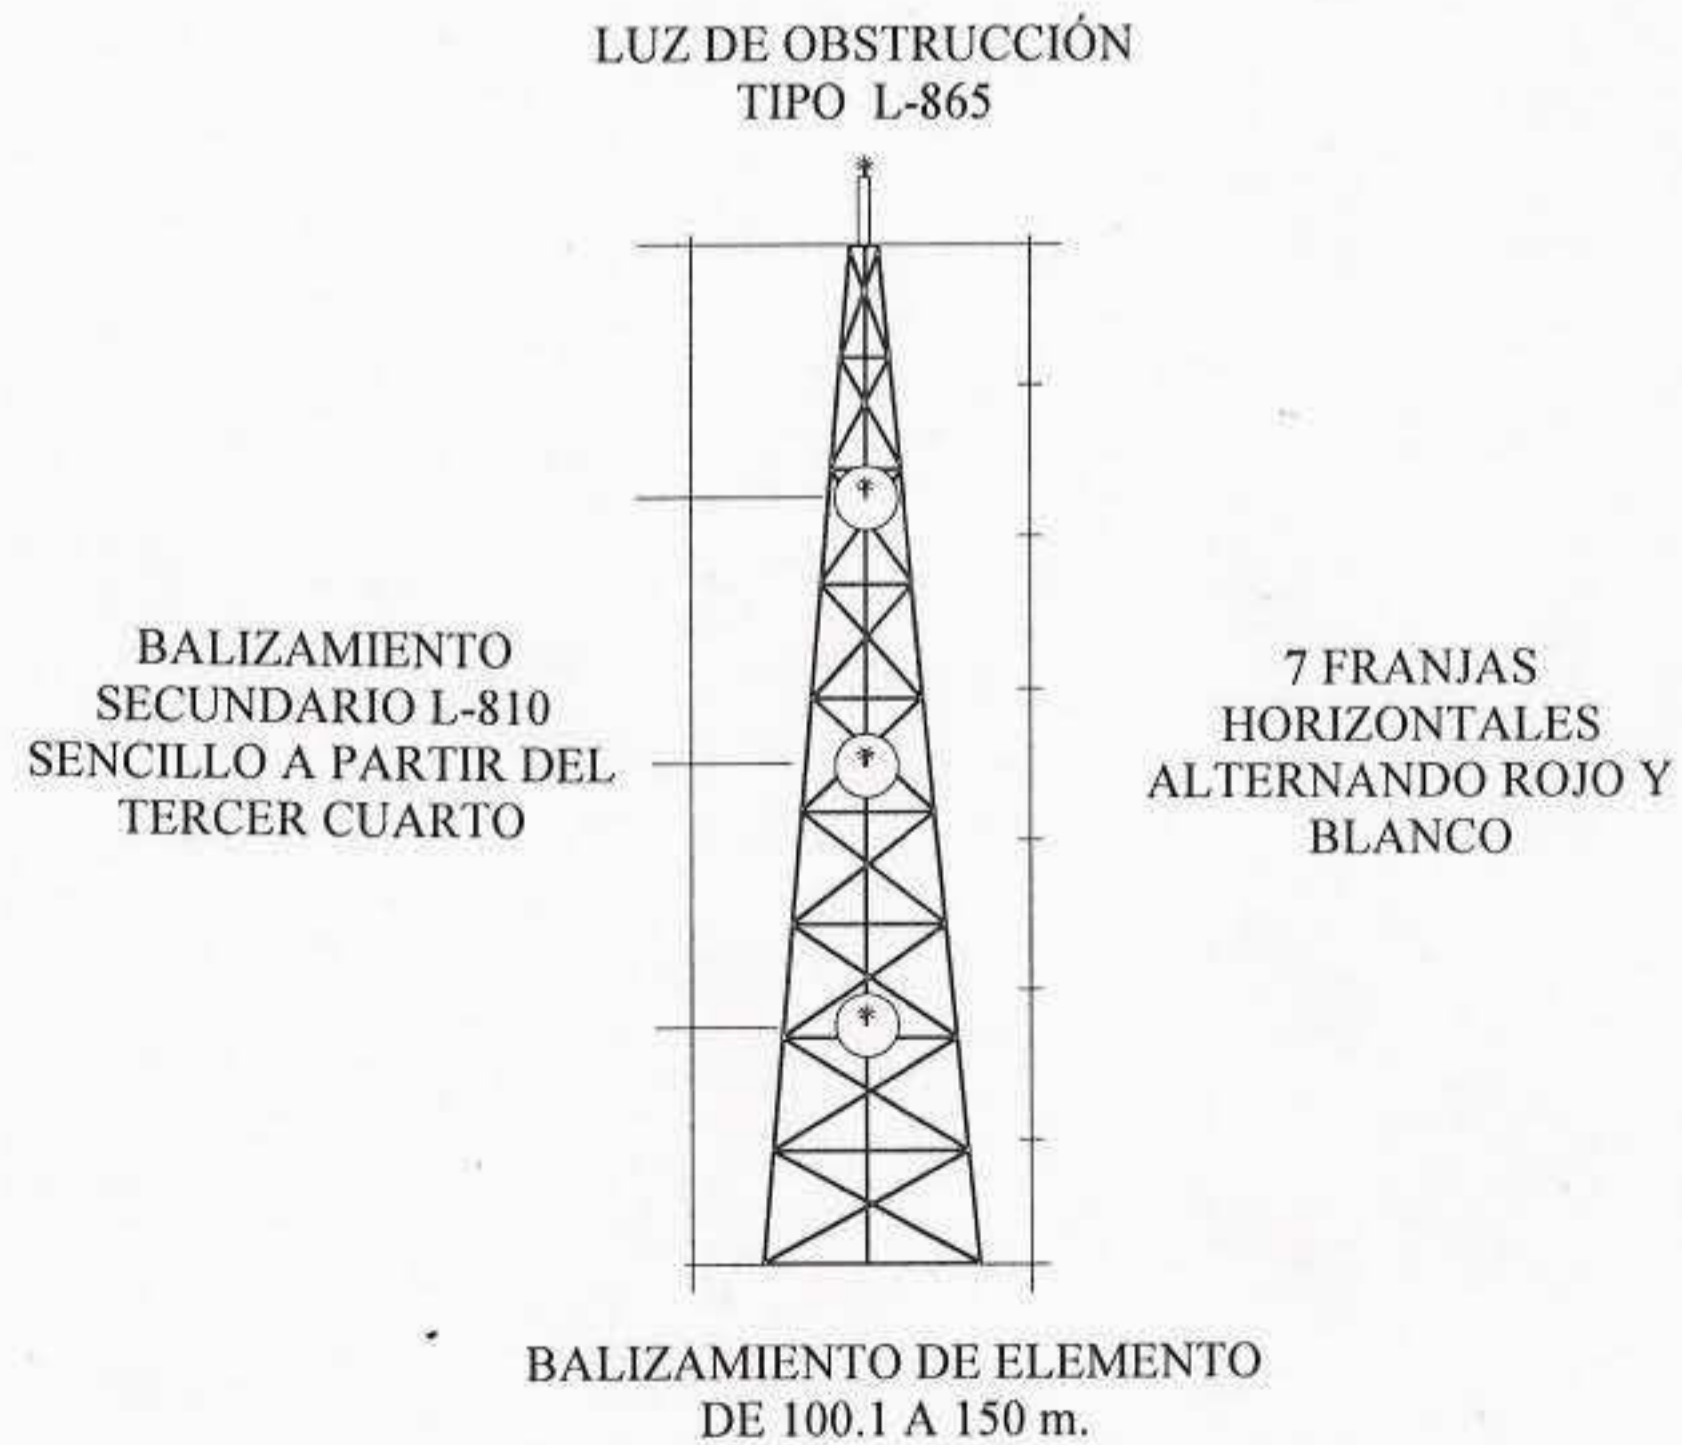 LUZ DE OBSTRUCCIÓN
TIPO L-865
BALIZAMIENTO
SECUNDARIO L-810
SENCILLO A PARTIR DEL
TERCER CUARTO
7 FRANJAS
HORIZONTALES
ALTERNANDO ROJO Y
BLANCO
BALIZAMIENTO DE ELEMENTO
DE 100.1 A 150 m.